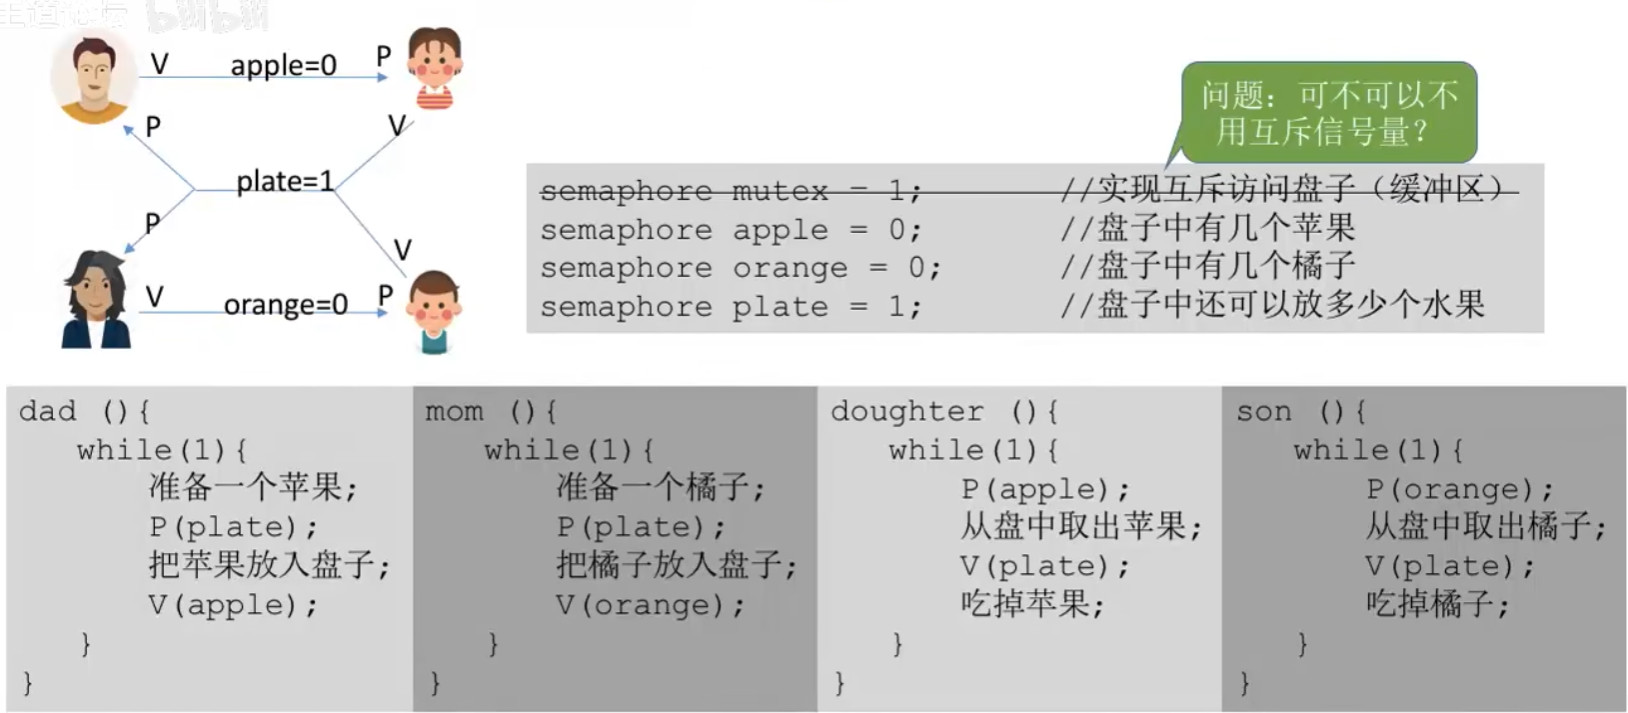 王道论坛 bilibili
V apple=0 P
P
V
plate=1
P
V
V orange=0 P
问题：可不可以不
用互斥信号量？
semaphore mutex = 1; //实现互斥访问盘子（缓冲区）
semaphore apple = 0; //盘子中有几个苹果
semaphore orange = 0; //盘子中有几个橘子
semaphore plate = 1; //盘子中还可以放多少个水果
dad (){
while(1){
准备一个苹果;
P(plate);
把苹果放入盘子;
V(apple);
}
}
mom (){
while(1){
准备一个橘子;
P(plate);
把橘子放入盘子;
V(orange);
}
}
doughter (){
while(1){
P(apple);
从盘中取出苹果;
V(plate);
吃掉苹果;
}
}
son (){
while(1){
P(orange);
从盘中取出橘子;
V(plate);
吃掉橘子;
}
}